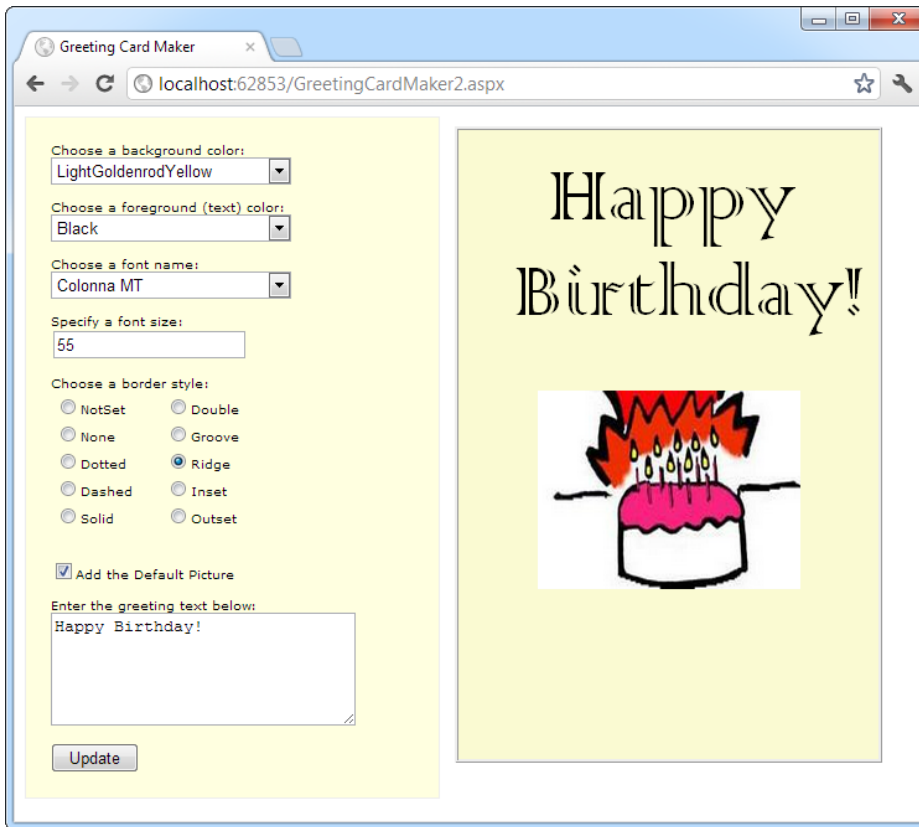 Greeting Card Maker
localhost:62853/GreetingCardMaker2.aspx
Choose a background color:
LightGoldenrodYellow
Choose a foreground (text) color:
Black
Choose a font name:
Colonna MT
Specify a font size:
55
Choose a border style:
NotSet
Double
None
Groove
Dotted
Ridge
Dashed
Inset
Solid
Outset
Add the Default Picture
Enter the greeting text below:
Happy Birthday!
Update
Happy
Birthday!